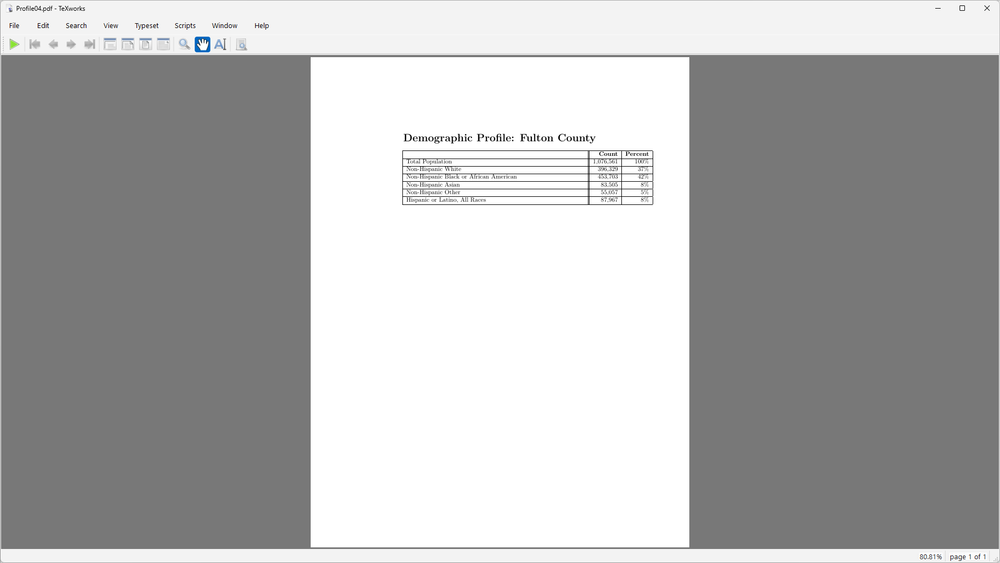 Profile04.pdf - TeXworks
File Edit Search View Typeset Scripts Window Help
Demographic Profile: Fulton County
Count Percent
Total Population 1,076,561 100%
Non-Hispanic White 396,329 37%
Non-Hispanic Black or African American 453,703 42%
Non-Hispanic Asian 83,505 8%
Non-Hispanic Other 55,057 5%
Hispanic or Latino, All Races 87,967 8%
80.81% page 1 of 1